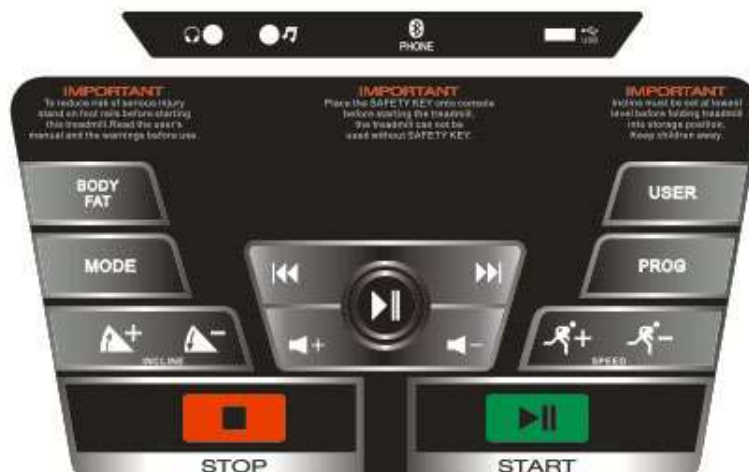 PHONE
USB
IMPORTANT
To reduce risk of serious injury
stand on foot rails before starting
this treadmill.Read the user's
manual and the warnings before use.
IMPORTANT
Place the SAFETY KEY onto console
before starting the treadmill,
the treadmill can not be
used without SAFETY KEY.
IMPORTANT
Incline must be set at lowest
level before folding treadmill
into storage position.
Keep children away.
BODY
FAT
USER
MODE
PROG
+
-
INCLINE
+
-
+
-
SPEED
STOP
START